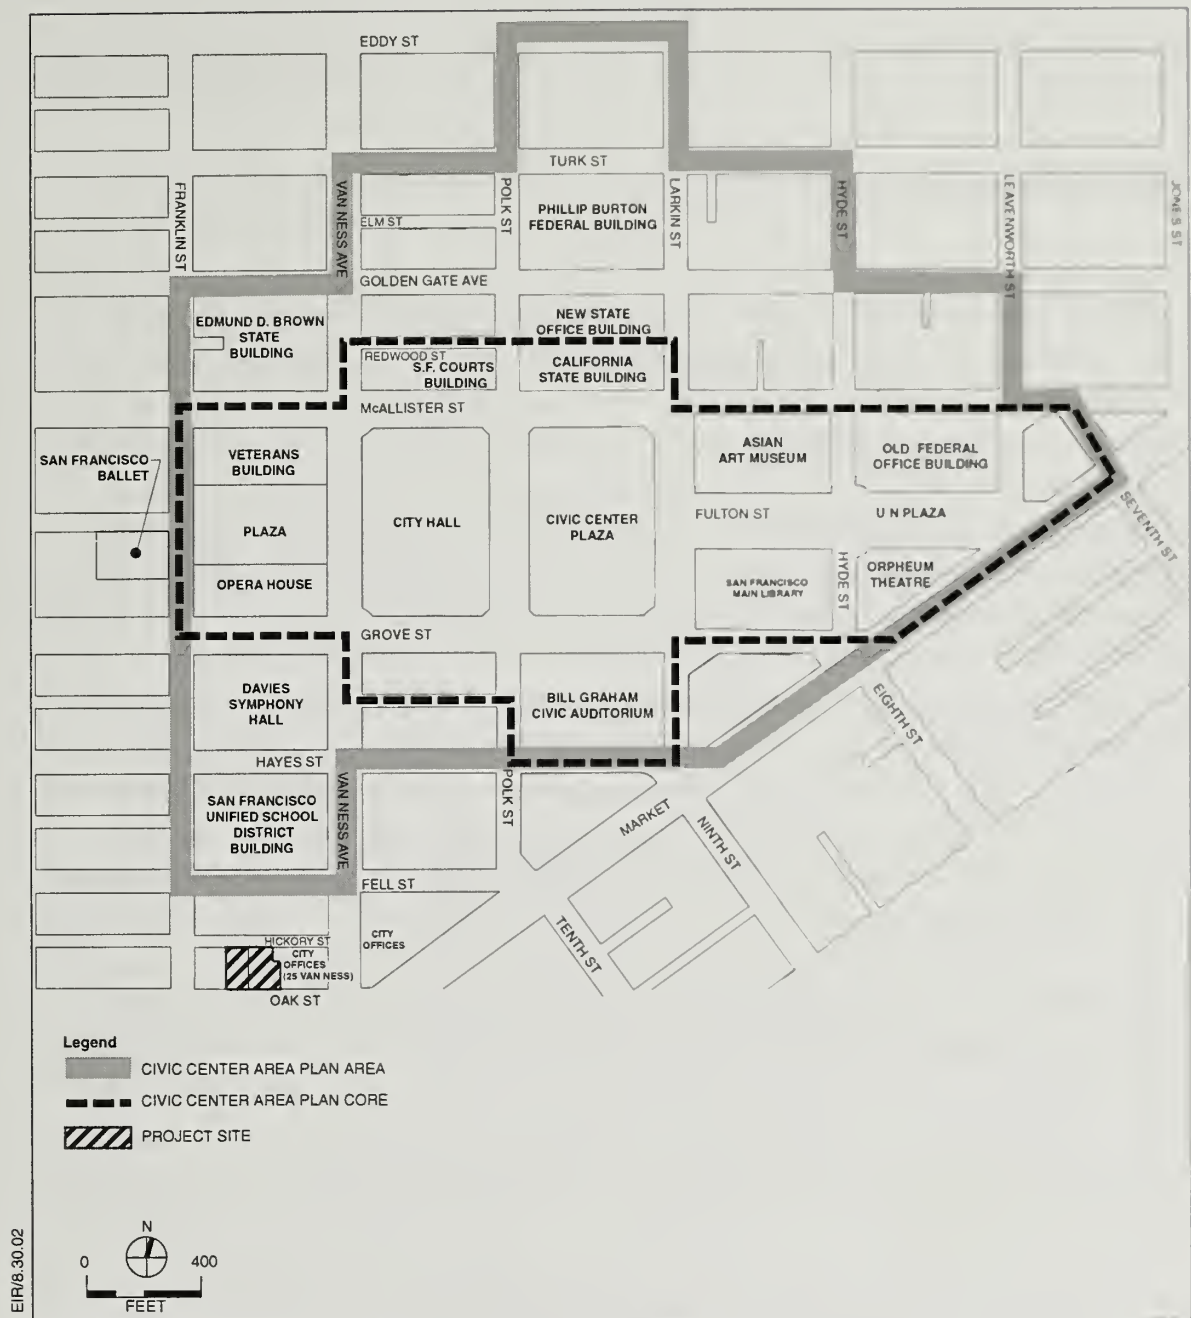 EDDY ST
TURK ST
FRANKLIN ST
VAN NESS AVE
POLK ST
LARKIN ST
HYDE ST
LEAVENWORTH ST
JONES ST
ELM ST
PHILLIP BURTON
FEDERAL BUILDING
GOLDEN GATE AVE
EDMUND D. BROWN
STATE
BUILDING
NEW STATE
OFFICE BUILDING
REDWOOD ST
S.F. COURTS
BUILDING
CALIFORNIA
STATE BUILDING
McALLISTER ST
SAN FRANCISCO
BALLET
VETERANS
BUILDING
ASIAN
ART MUSEUM
OLD FEDERAL
OFFICE BUILDING
PLAZA
CITY HALL
CIVIC CENTER
PLAZA
FULTON ST
U N PLAZA
SEVENTH ST
OPERA HOUSE
SAN FRANCISCO
MAIN LIBRARY
HYDE ST
ORPHEUM
THEATRE
GROVE ST
DAVIES
SYMPHONY
HALL
BILL GRAHAM
CIVIC AUDITORIUM
EIGHTH ST
HAYES ST
SAN FRANCISCO
UNIFIED SCHOOL
DISTRICT
BUILDING
VAN NESS AVE
POLK ST
MARKET
NINTH ST
FELL ST
TENTH ST
CITY
OFFICES
HICKORY ST
CITY
OFFICES
(25 VAN NESS)
OAK ST
Legend
CIVIC CENTER AREA PLAN AREA
CIVIC CENTER AREA PLAN CORE
PROJECT SITE
N
0 400
FEET
EIR/8.30.02